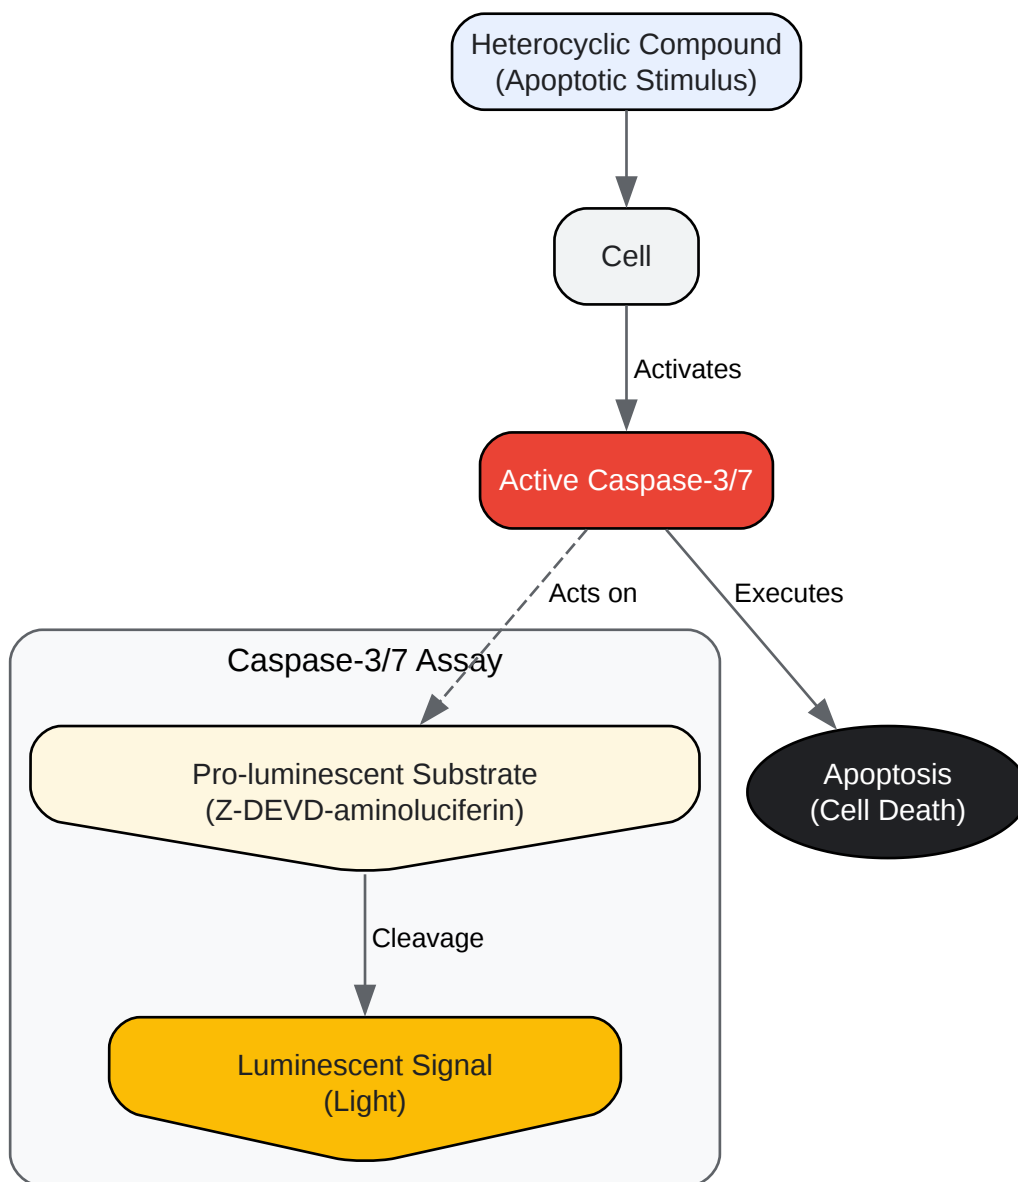 Heterocyclic Compound
(Apoptotic Stimulus)
Cell
Activates
Active Caspase-3/7
Acts on
Executes
Caspase-3/7 Assay
Pro-luminescent Substrate
(Z-DEVD-aminoluciferin)
Apoptosis
(Cell Death)
Cleavage
Luminescent Signal
(Light)